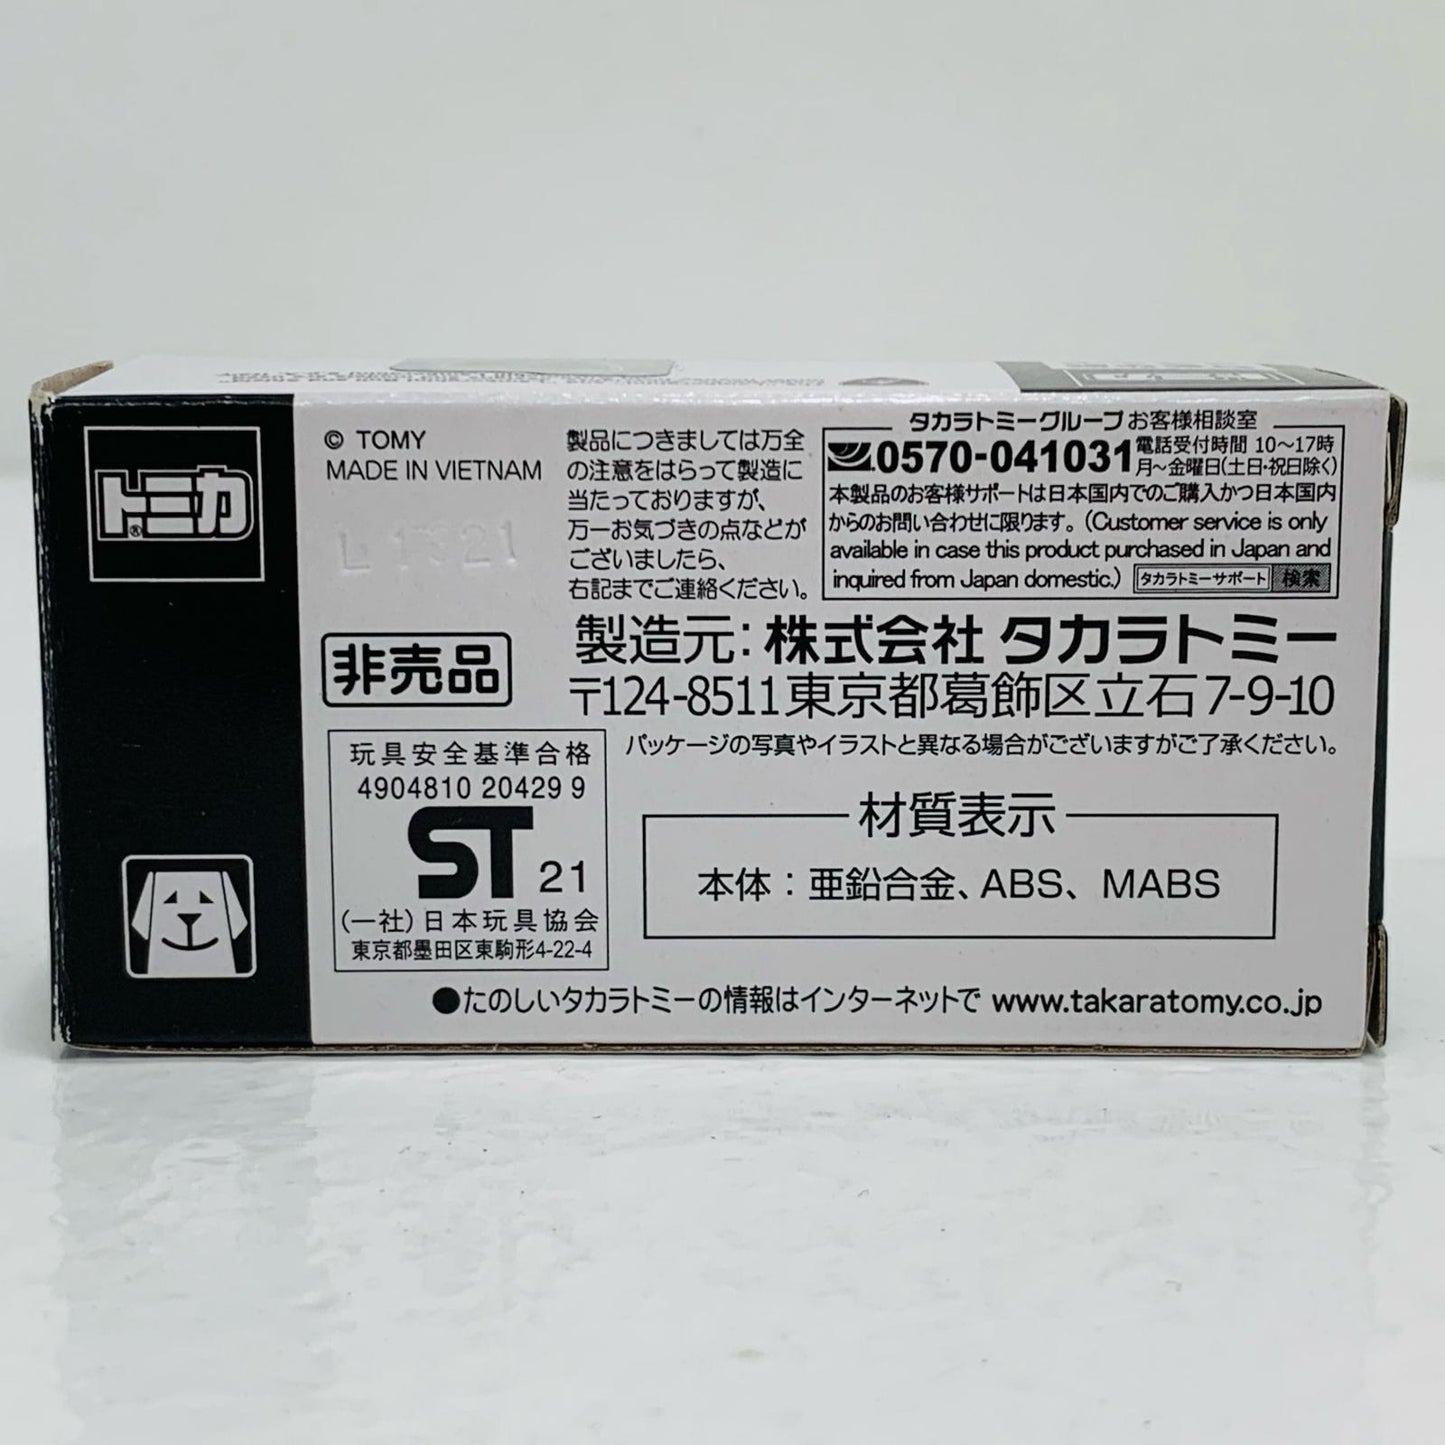 トミカ®
© TOMY
MADE IN VIETNAM
非売品
玩具安全基準合格
4904810 20429 9
ST 21
(一社)日本玩具協会
東京都墨田区東駒形4-22-4
製品につきましては万全
の注意をはらって製造に
当たっておりますが、
万一お気づきの点などが
ございましたら、
右記までご連絡ください。
タカラトミーグループお客様相談室
0570-041031 電話受付時間 10〜17時
月〜金曜日(土日・祝日除く)
本製品のお客様サポートは日本国内でのご購入かつ日本国内
からのお問い合わせに限ります。(Customer service is only
available in case this product purchased in Japan and
inquired from Japan domestic.) タカラトミーサポート 検索
製造元:株式会社 タカラトミー
〒124-8511東京都葛飾区立石7-9-10
パッケージの写真やイラストと異なる場合がございますがご了承ください。
材質表示
本体:亜鉛合金、ABS、MABS
●たのしいタカラトミーの情報はインターネットで www.takaratomy.co.jp